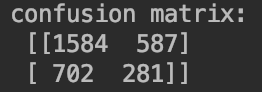 confusion matrix:
[[1584 587]
[ 702 281]]